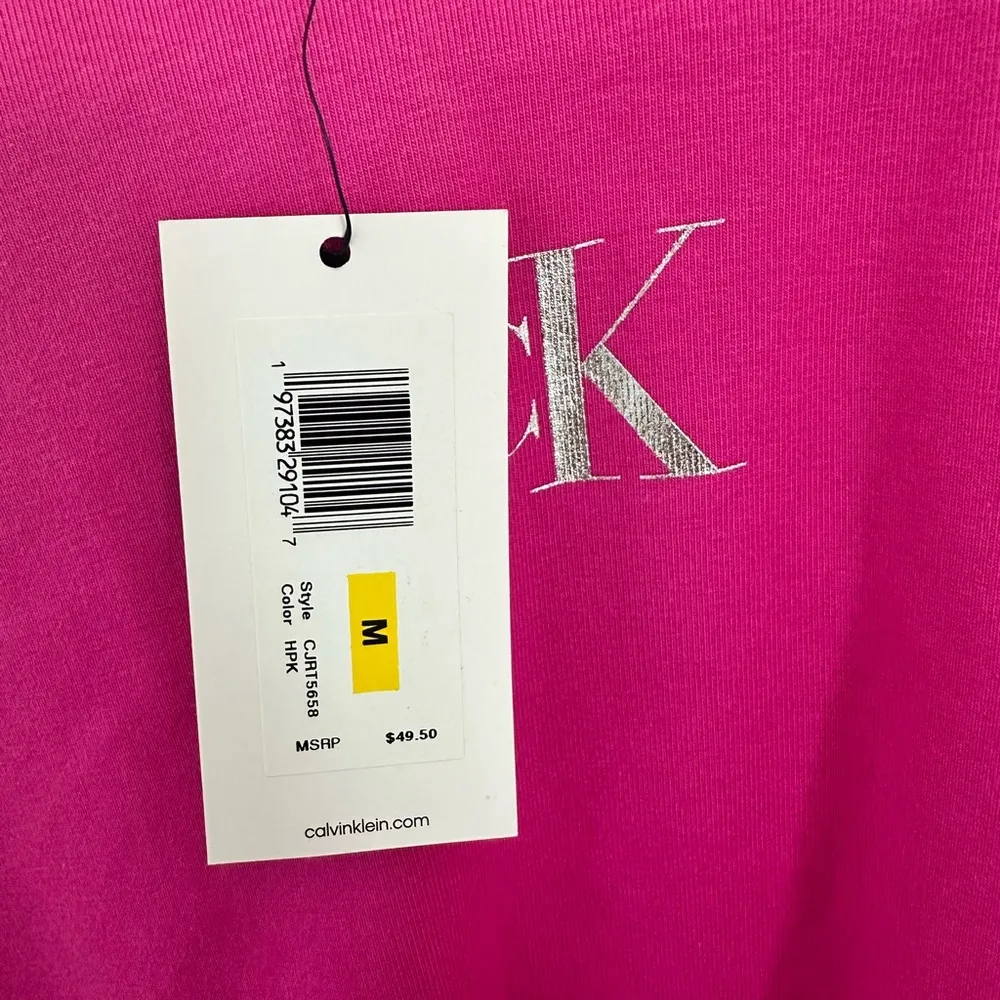 1 97383 29104 7
Style CJRT5658
Color HPK
M
MSRP $49.50
calvinklein.com
CK